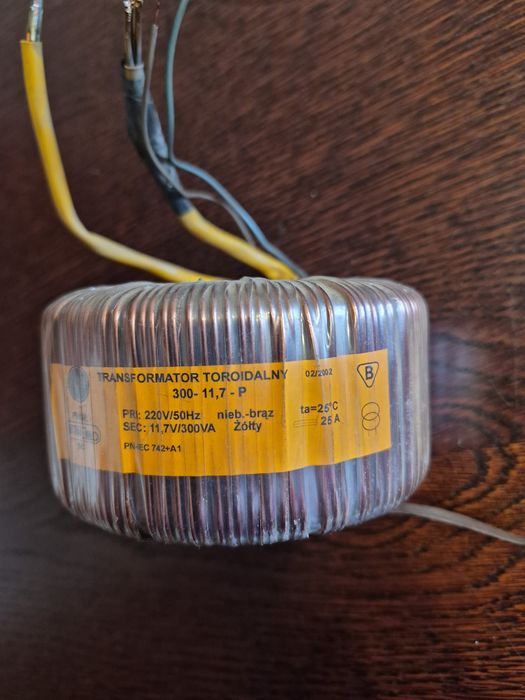 TRANSFORMATOR TOROIDALNY 02/2002
300- 11,7 - P
B
PRI: 220V/50Hz nieb.-brąz ta=25°C
SEC: 11,7V/300VA Żółty 25 A
PN-IEC 742+A1